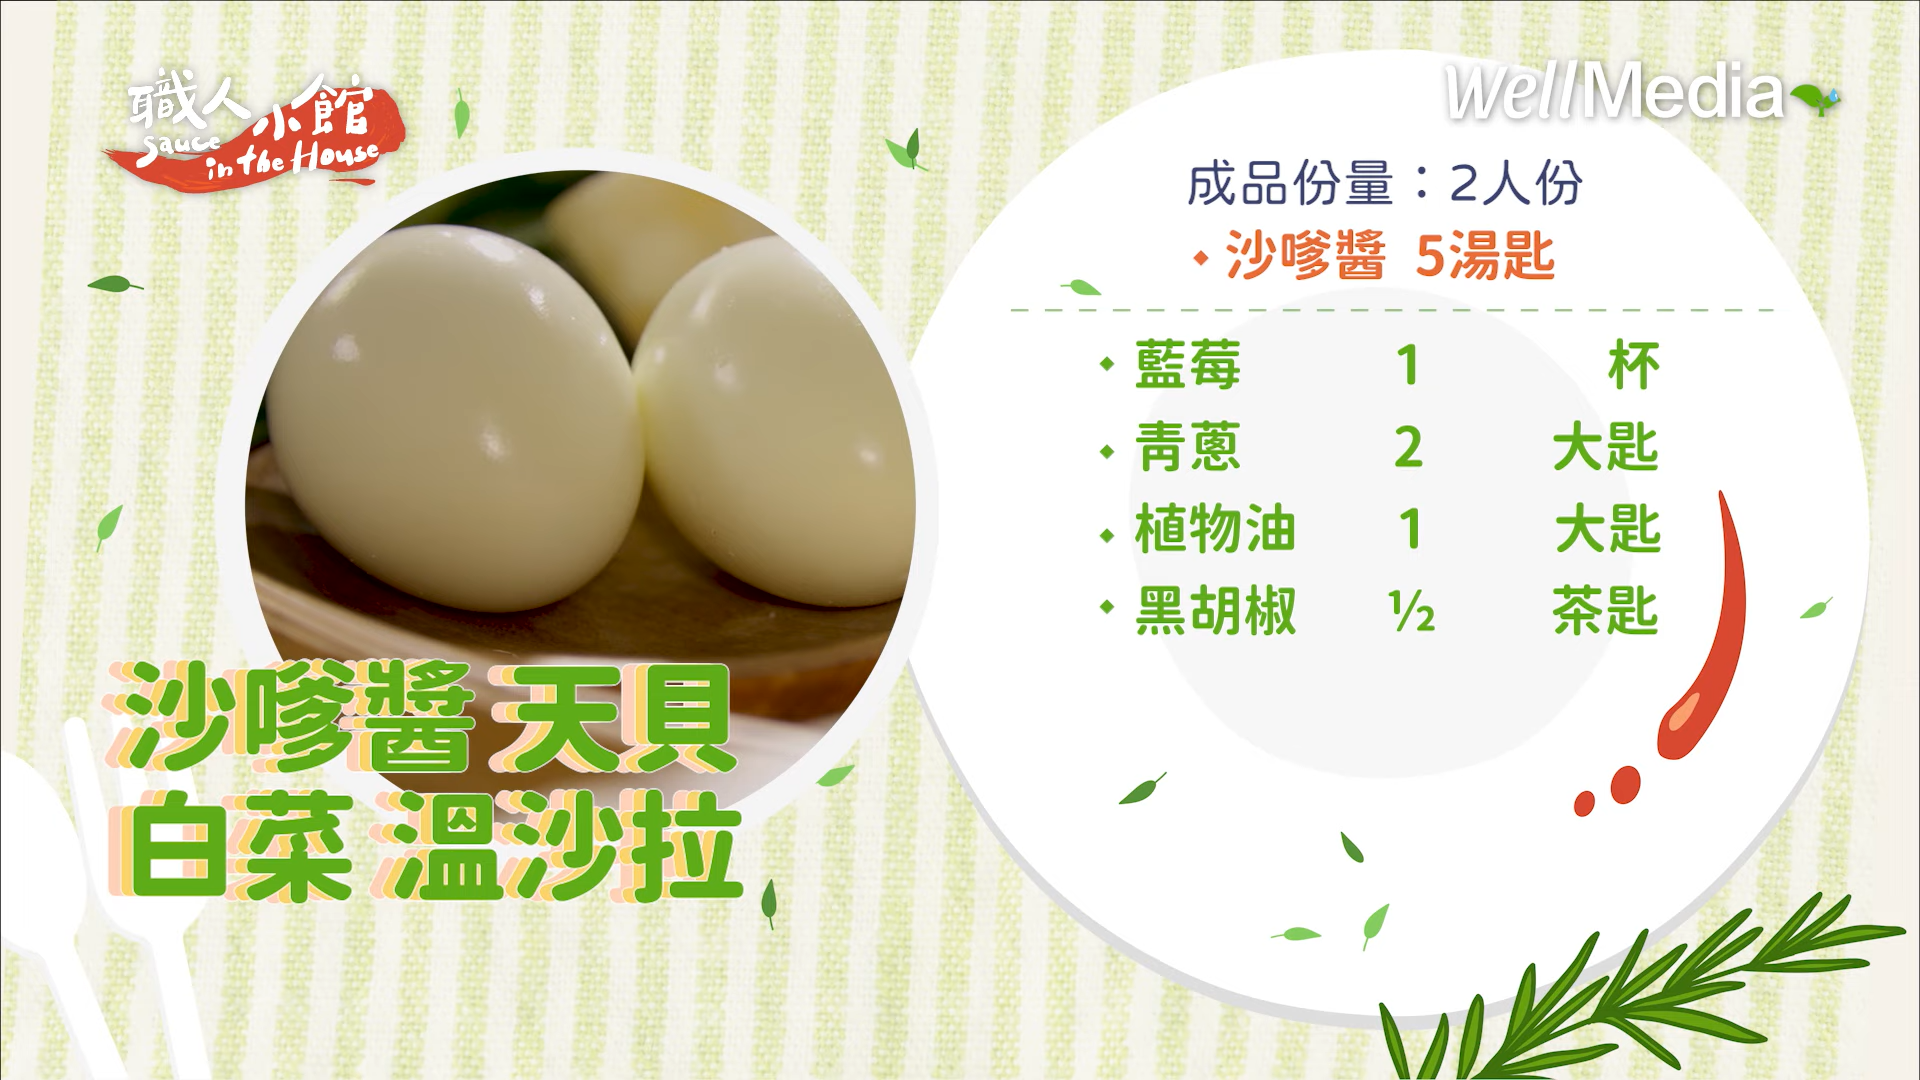 職人小館
sauce in the House
WellMedia
成品份量：2人份
沙嗲醬 5湯匙
藍莓 1 杯
青蔥 2 大匙
植物油 1 大匙
黑胡椒 ½ 茶匙
沙嗲醬 天貝
白菜 溫沙拉